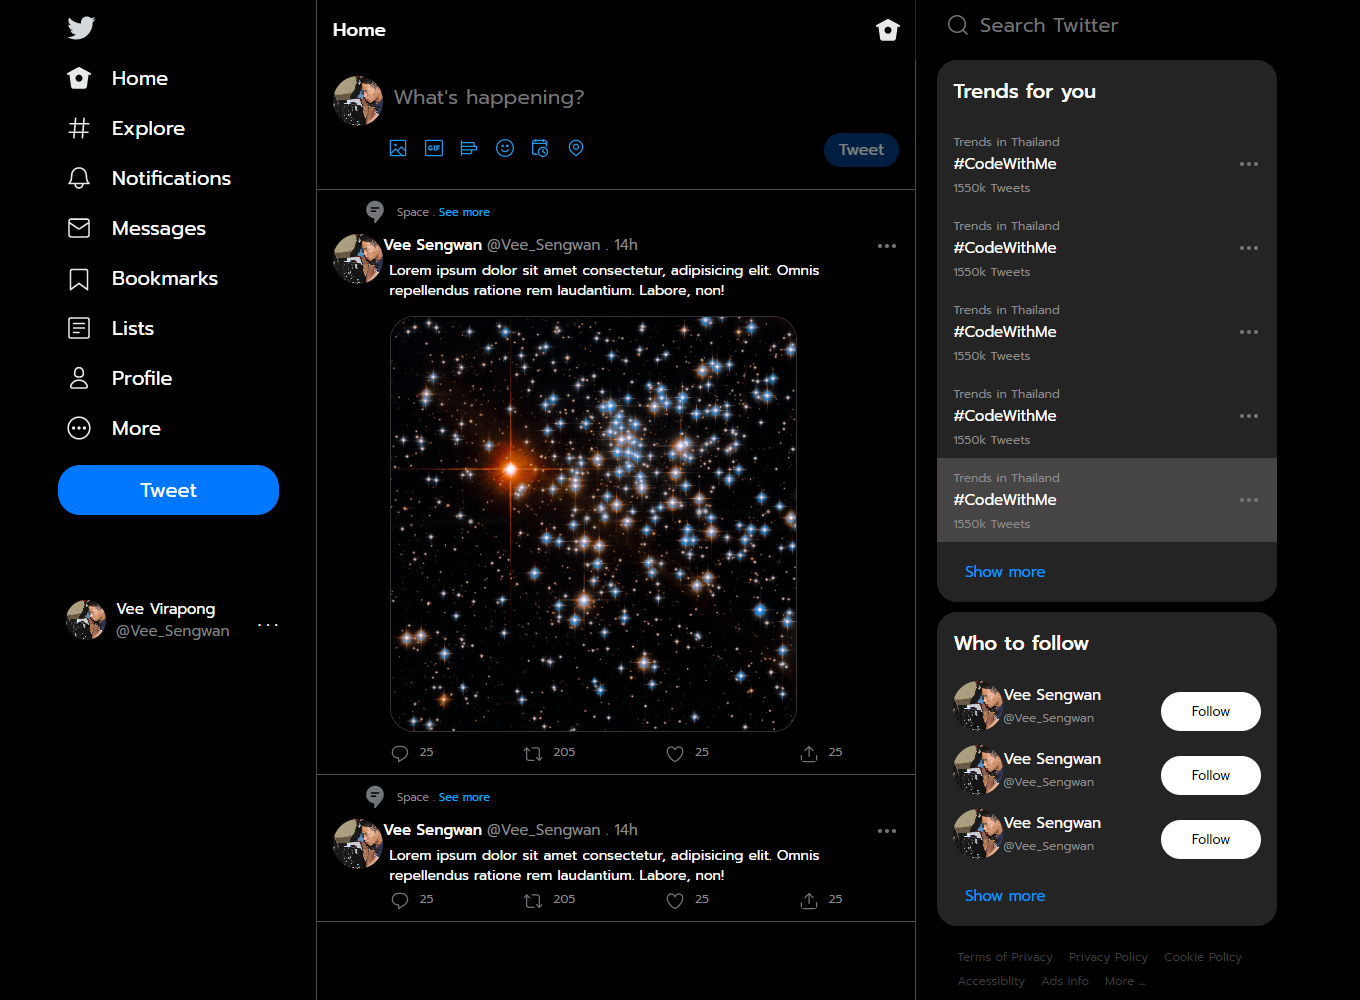 Home
Explore
Notifications
Messages
Bookmarks
Lists
Profile
More
Tweet
Vee Virapong
@Vee_Sengwan
...
Home
What's happening?
GIF
Tweet
Space . See more
Vee Sengwan @Vee_Sengwan . 14h
Lorem ipsum dolor sit amet consectetur, adipisicing elit. Omnis
repellendus ratione rem laudantium. Labore, non!
25 205 25 25
Space . See more
Vee Sengwan @Vee_Sengwan . 14h
Lorem ipsum dolor sit amet consectetur, adipisicing elit. Omnis
repellendus ratione rem laudantium. Labore, non!
25 205 25 25
Search Twitter
Trends for you
Trends in Thailand
#CodeWithMe
1550k Tweets
Trends in Thailand
#CodeWithMe
1550k Tweets
Trends in Thailand
#CodeWithMe
1550k Tweets
Trends in Thailand
#CodeWithMe
1550k Tweets
Trends in Thailand
#CodeWithMe
1550k Tweets
Show more
Who to follow
Vee Sengwan
@Vee_Sengwan
Follow
Vee Sengwan
@Vee_Sengwan
Follow
Vee Sengwan
@Vee_Sengwan
Follow
Show more
Terms of Privacy Privacy Policy Cookie Policy
Accessiblity Ads Info More ...